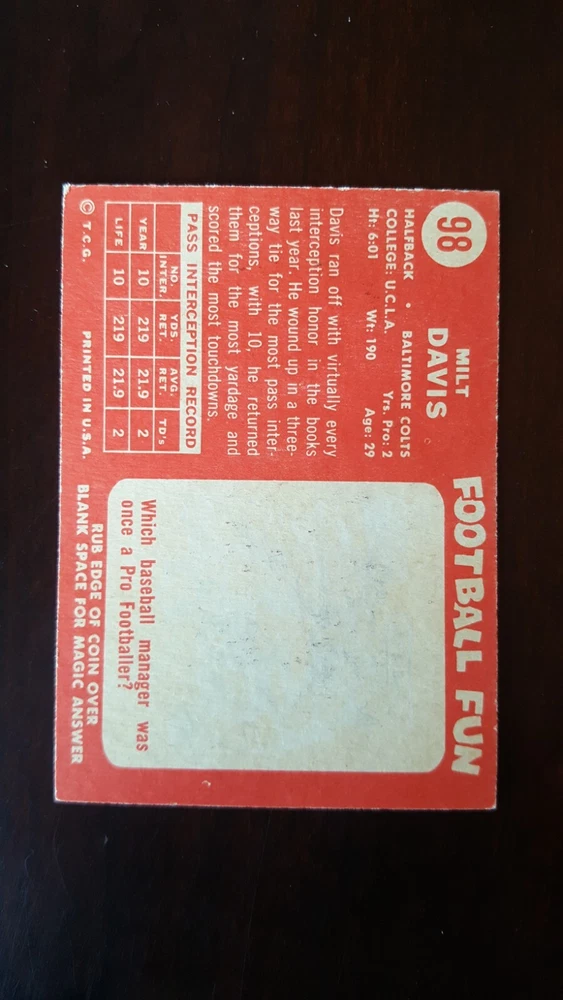 98
MILT
DAVIS
HALFBACK • BALTIMORE COLTS
COLLEGE: U.C.L.A. Yrs. Pro: 2
Ht: 6:01 Wt: 190 Age: 29
Davis ran off with virtually every
interception honor in the books
last year. He wound up in a three-
way tie for the most pass inter-
ceptions, with 10, he returned
them for the most yardage and
scored the most touchdowns.
PASS INTERCEPTION RECORD
NO. INTER. YDS. RET. AVG. RET. TD's
YEAR 10 219 21.9 2
LIFE 10 219 21.9 2
© T.C.G. PRINTED IN U.S.A.
FOOTBALL FUN
Which baseball manager was
once a Pro Footballer?
RUB EDGE OF COIN OVER
BLANK SPACE FOR MAGIC ANSWER